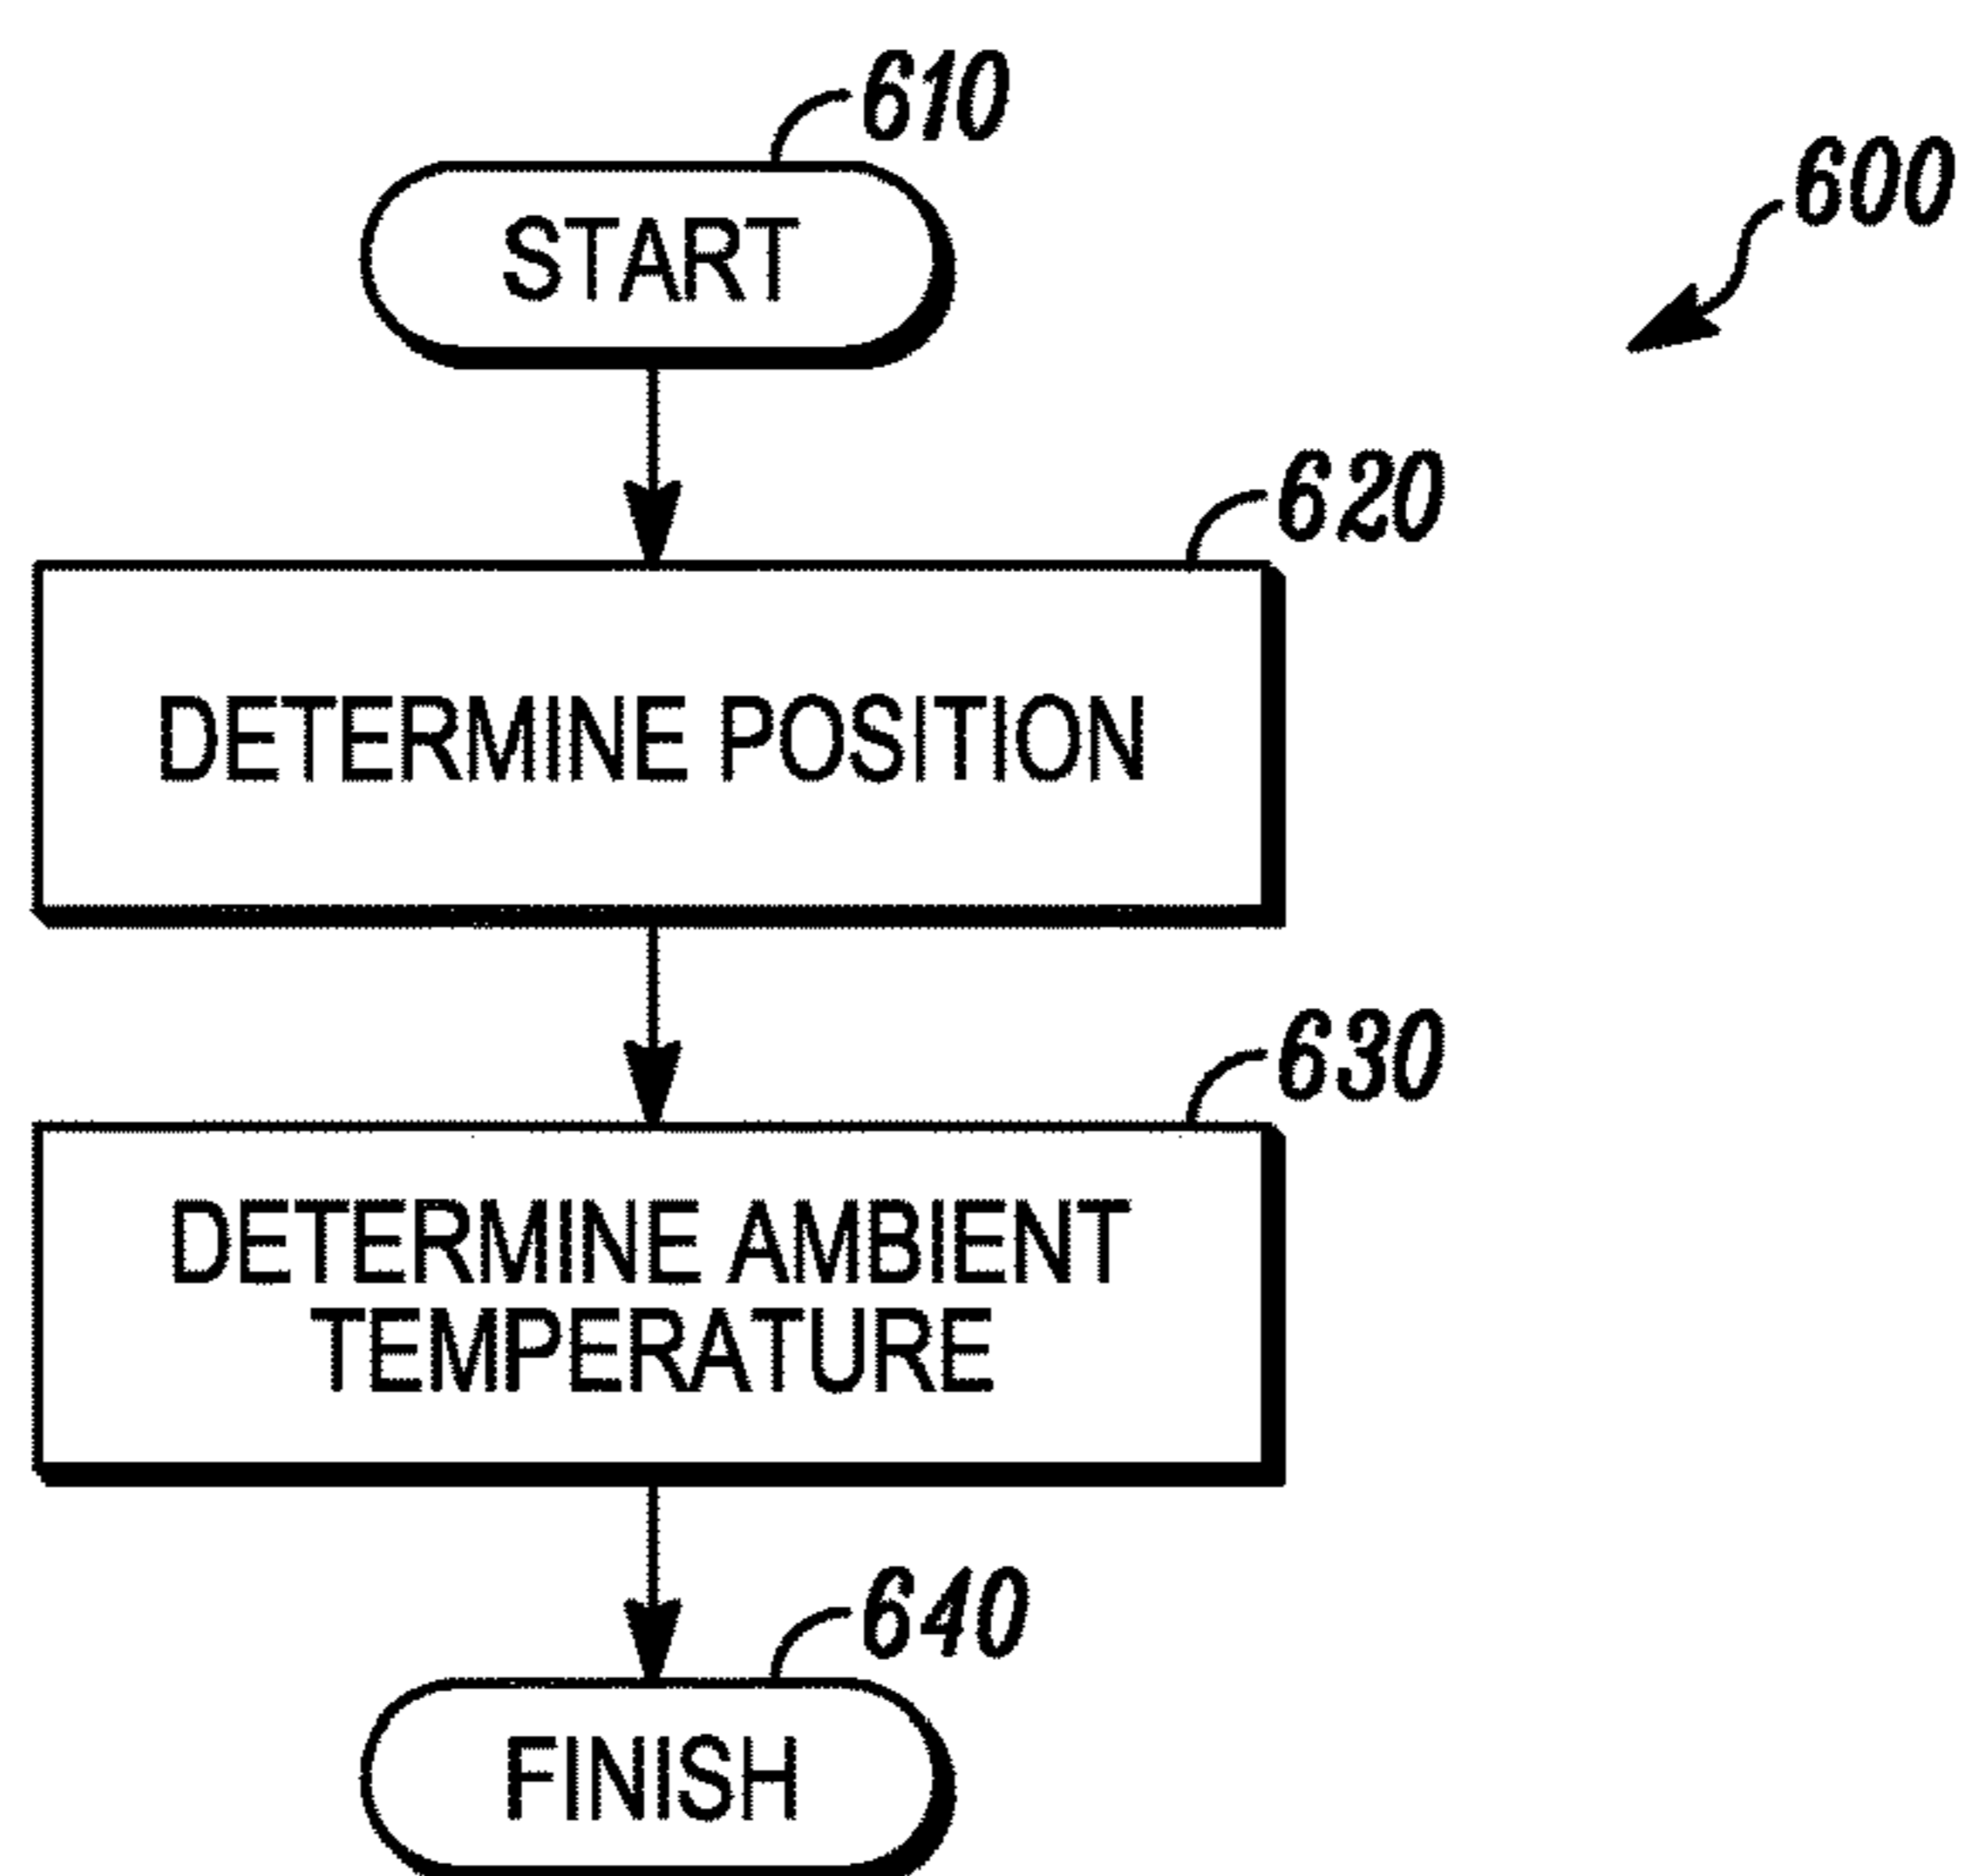 610
600
START
620
DETERMINE POSITION
630
DETERMINE AMBIENT
TEMPERATURE
640
FINISH